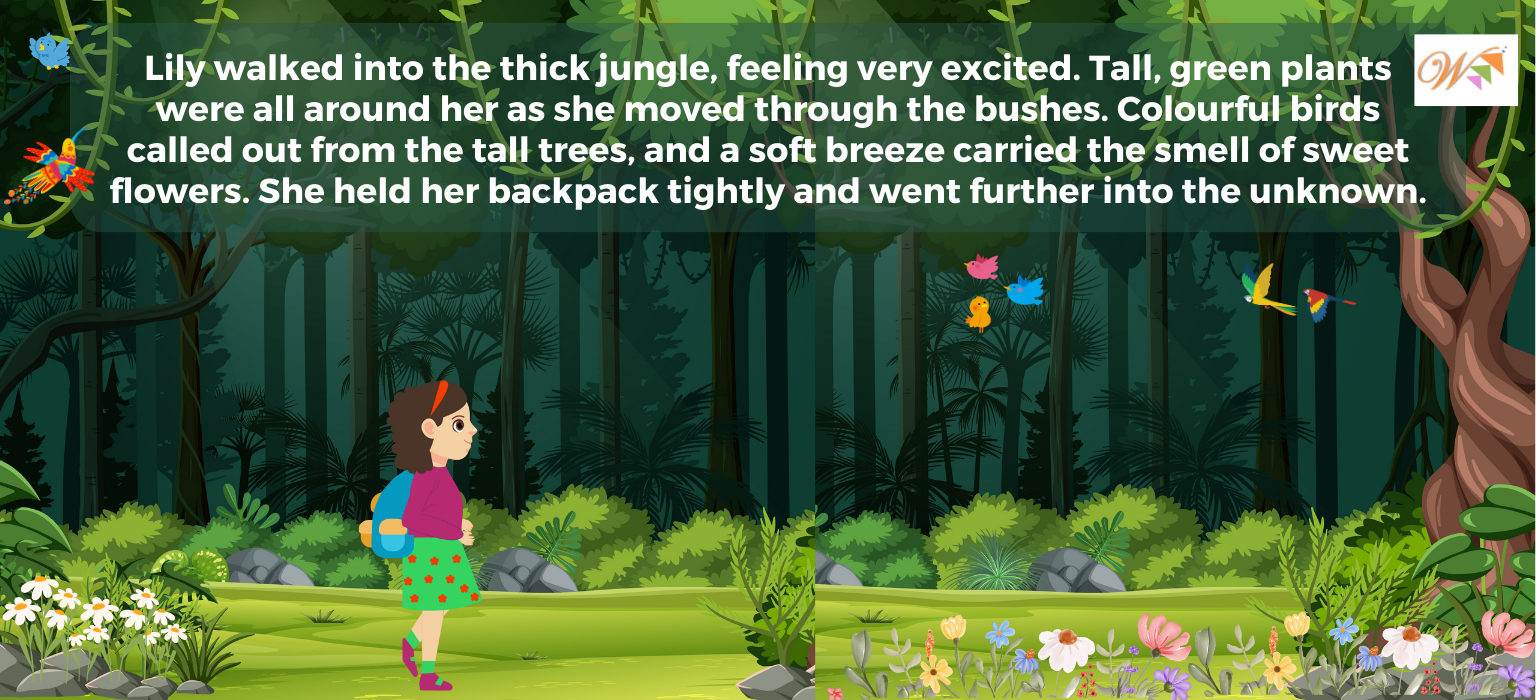 Lily walked into the thick jungle, feeling very excited. Tall, green plants
were all around her as she moved through the bushes. Colourful birds
called out from the tall trees, and a soft breeze carried the smell of sweet
flowers. She held her backpack tightly and went further into the unknown.
W